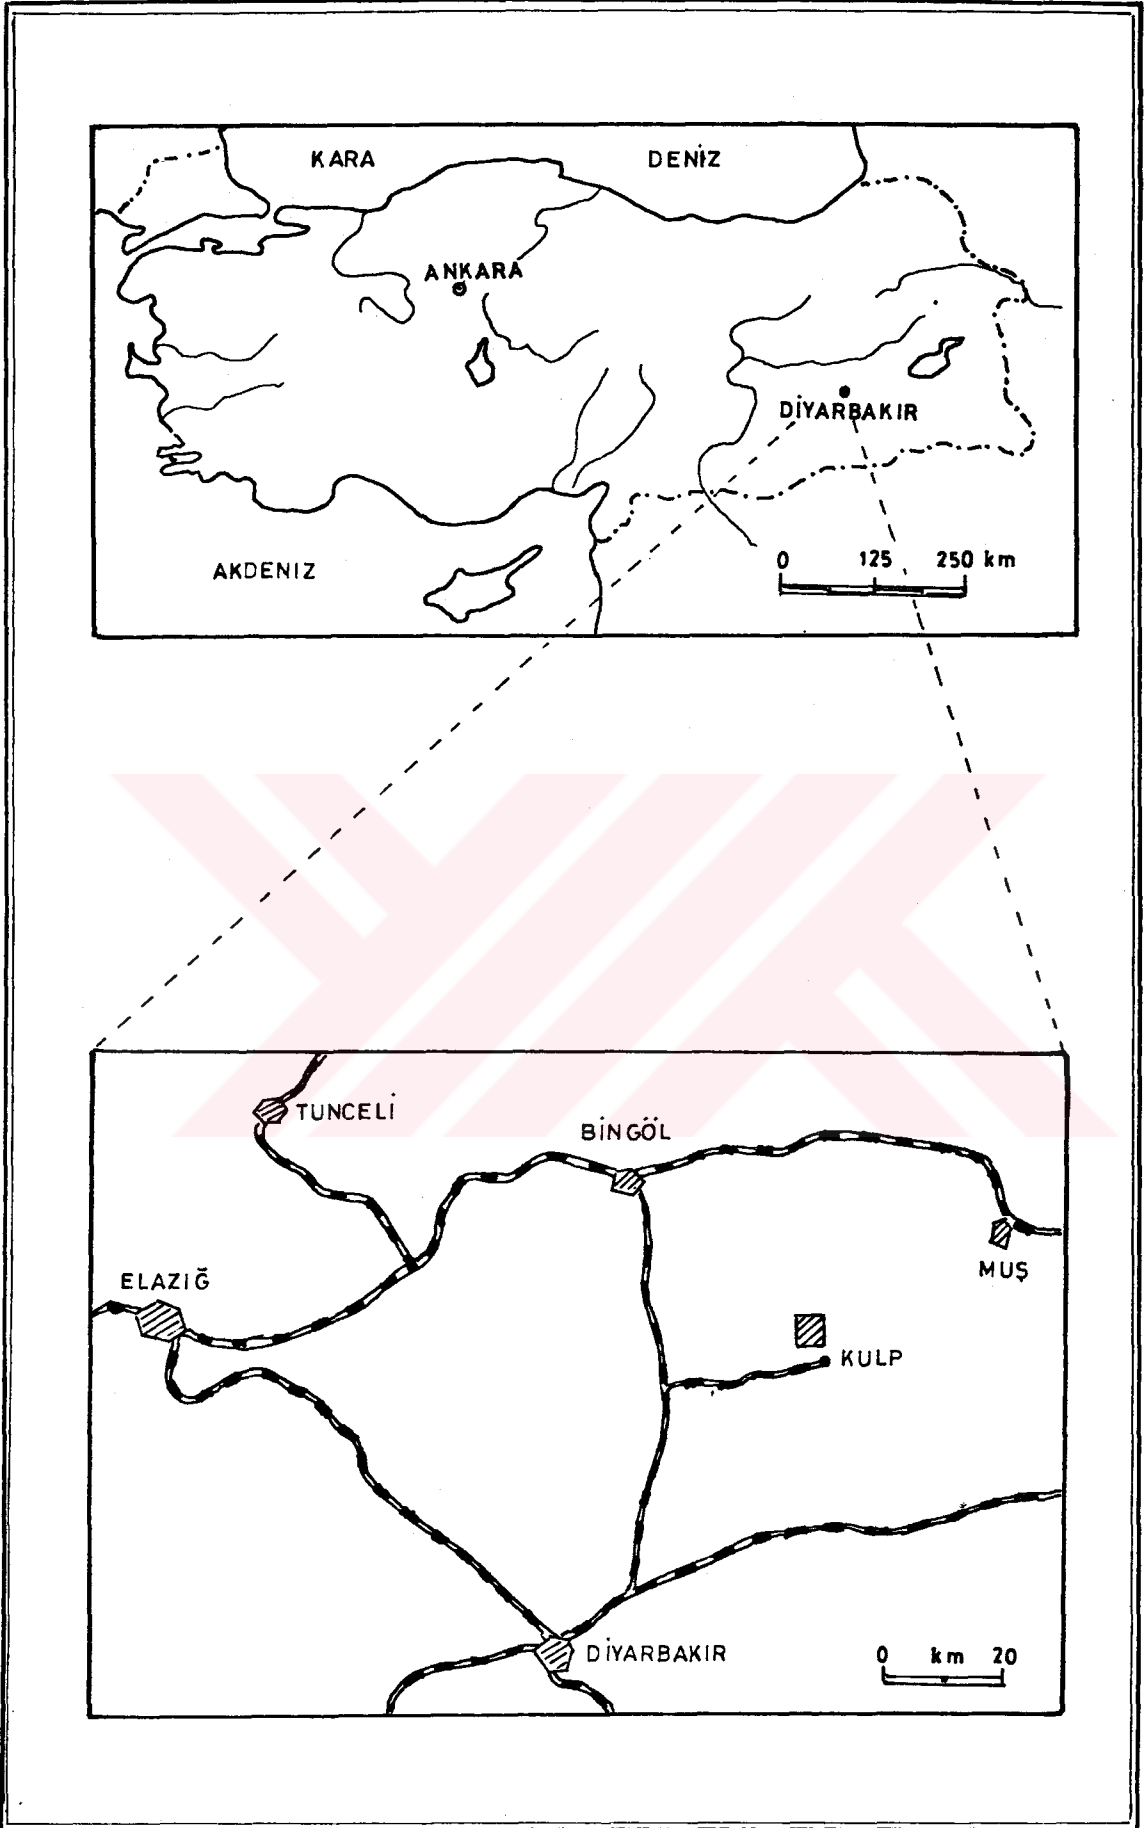 KARA DENİZ
ANKARA
DİYARBAKIR
AKDENIZ
0 125 250 km
TUNCELİ
BİNGÖL
MUŞ
ELAZIĞ
KULP
DİYARBAKIR
0 km 20